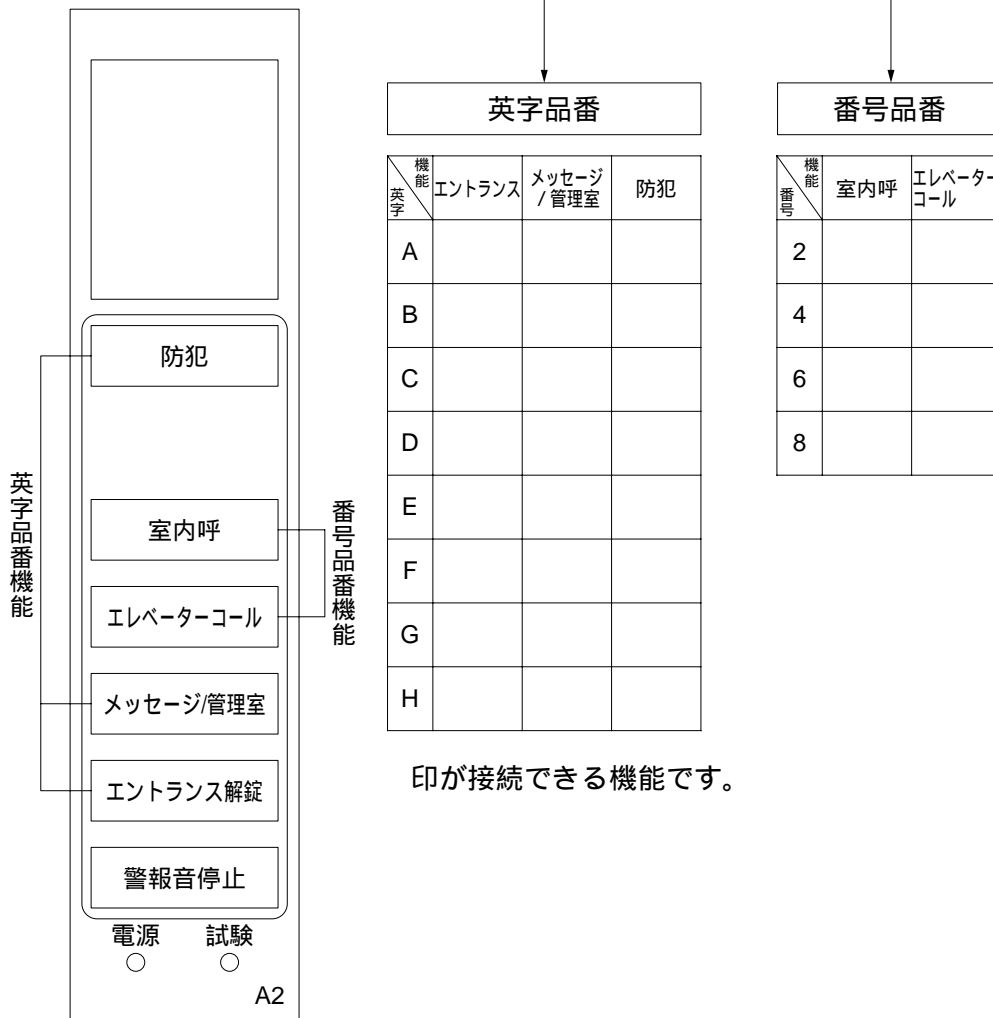 防犯
室内呼
エレベーターコール
メッセージ/管理室
エントランス解錠
警報音停止
電源 試験
A2
英字品番機能
番号品番機能
英字品番
機能
英字
エントランス
メッセージ
/管理室
防犯
A
B
C
D
E
F
G
H
印が接続できる機能です。
番号品番
機能
番号
室内呼
エレベーター
コール
2
4
6
8